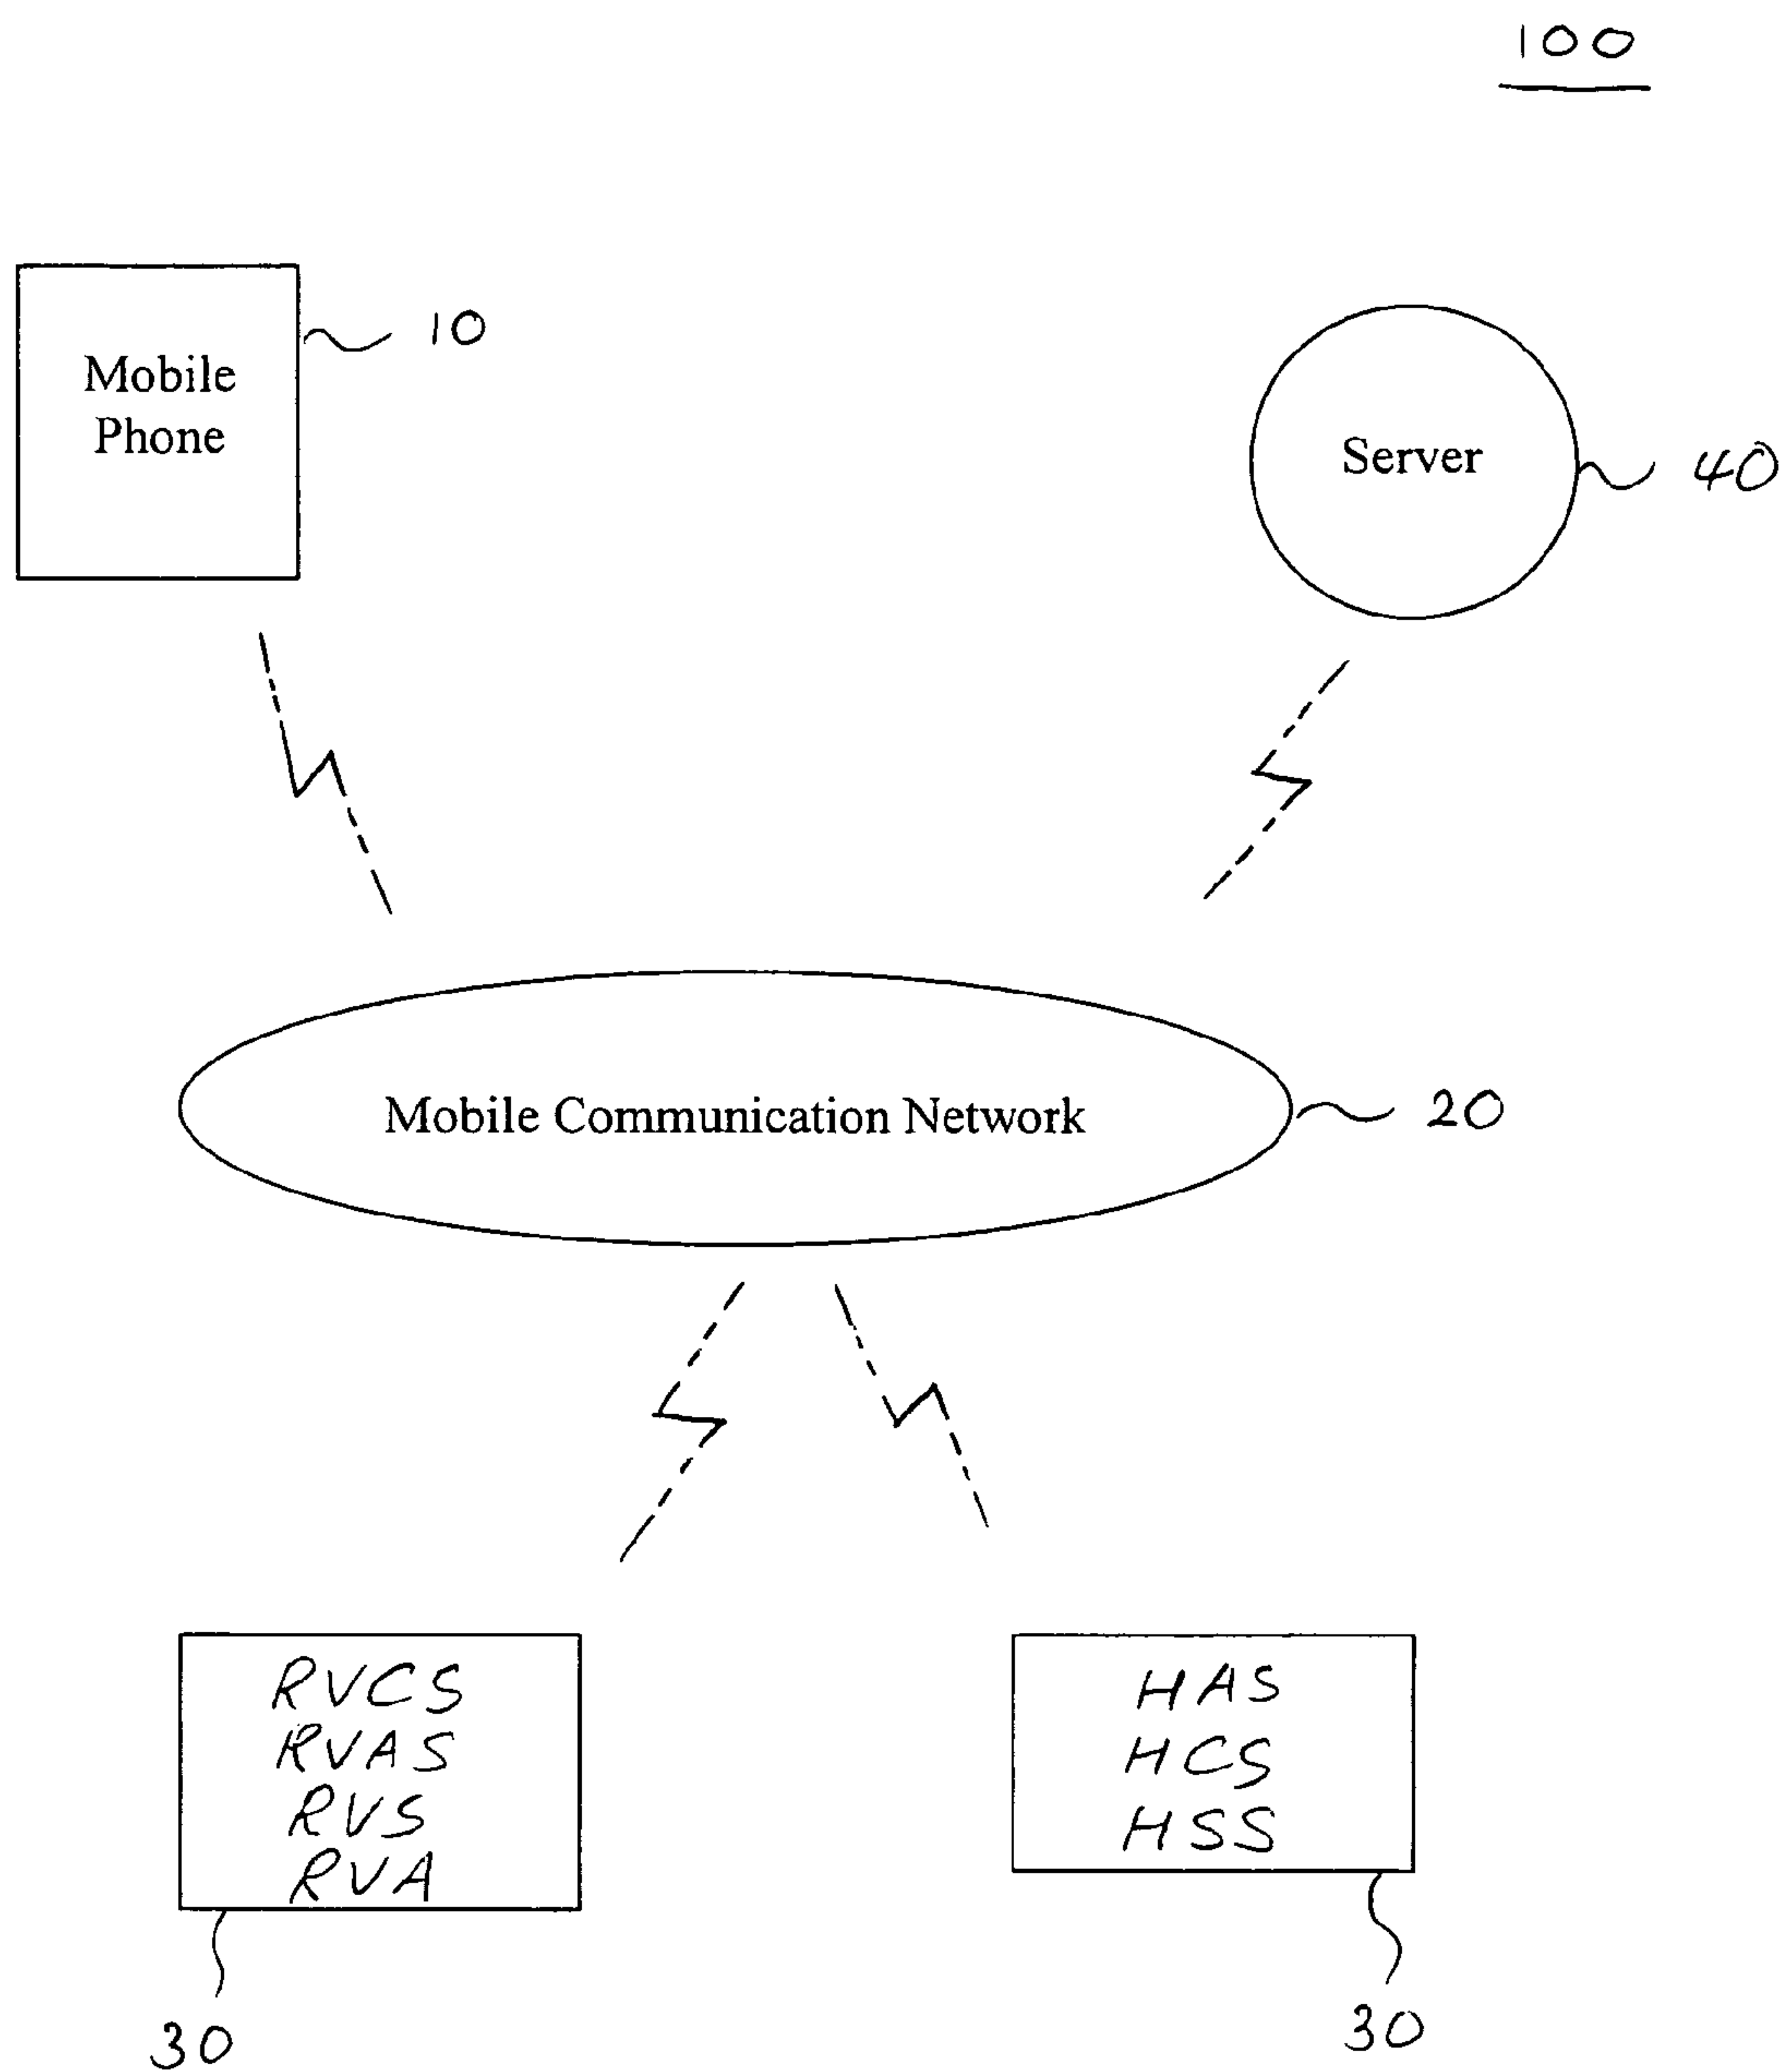 100
Mobile
Phone
10
Server
40
Mobile Communication Network
20
RVCS
RVAS
RVS
RVA
30
HAS
HCS
HSS
30